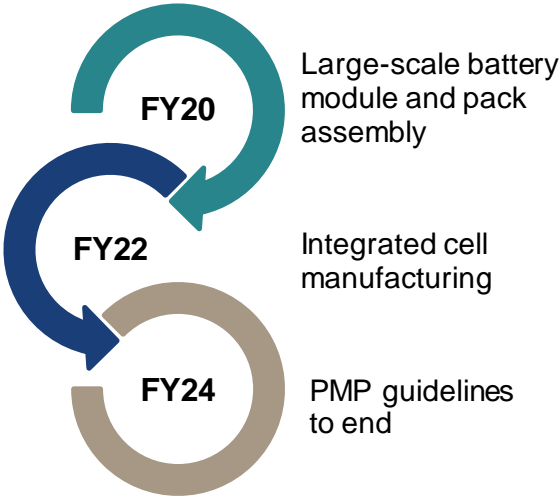 FY20
Large-scale battery
module and pack
assembly
FY22
Integrated cell
manufacturing
FY24
PMP guidelines
to end